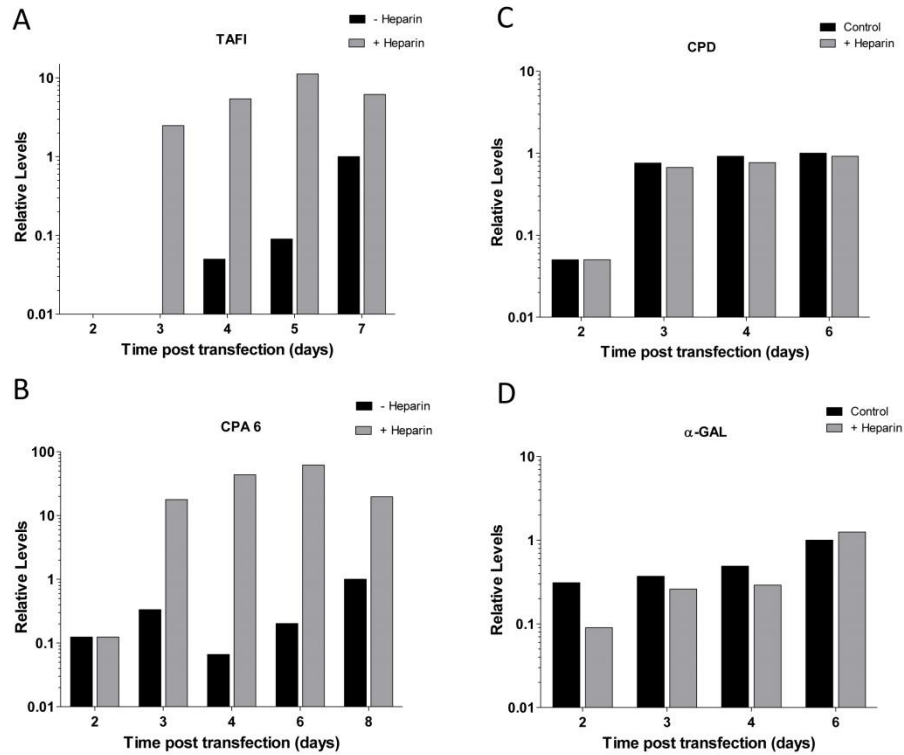 A
TAFI
- Heparin
+ Heparin
Relative Levels
10
1
0.1
0.01
2 3 4 5 7
Time post transfection (days)
B
CPA 6
- Heparin
+ Heparin
Relative Levels
100
10
1
0.1
0.01
2 3 4 6 8
Time post transfection (days)
C
CPD
Control
+ Heparin
Relative Levels
10
1
0.1
0.01
2 3 4 6
Time post transfection (days)
D
α-GAL
Control
+ Heparin
Relative Levels
10
1
0.1
0.01
2 3 4 6
Time post transfection (days)